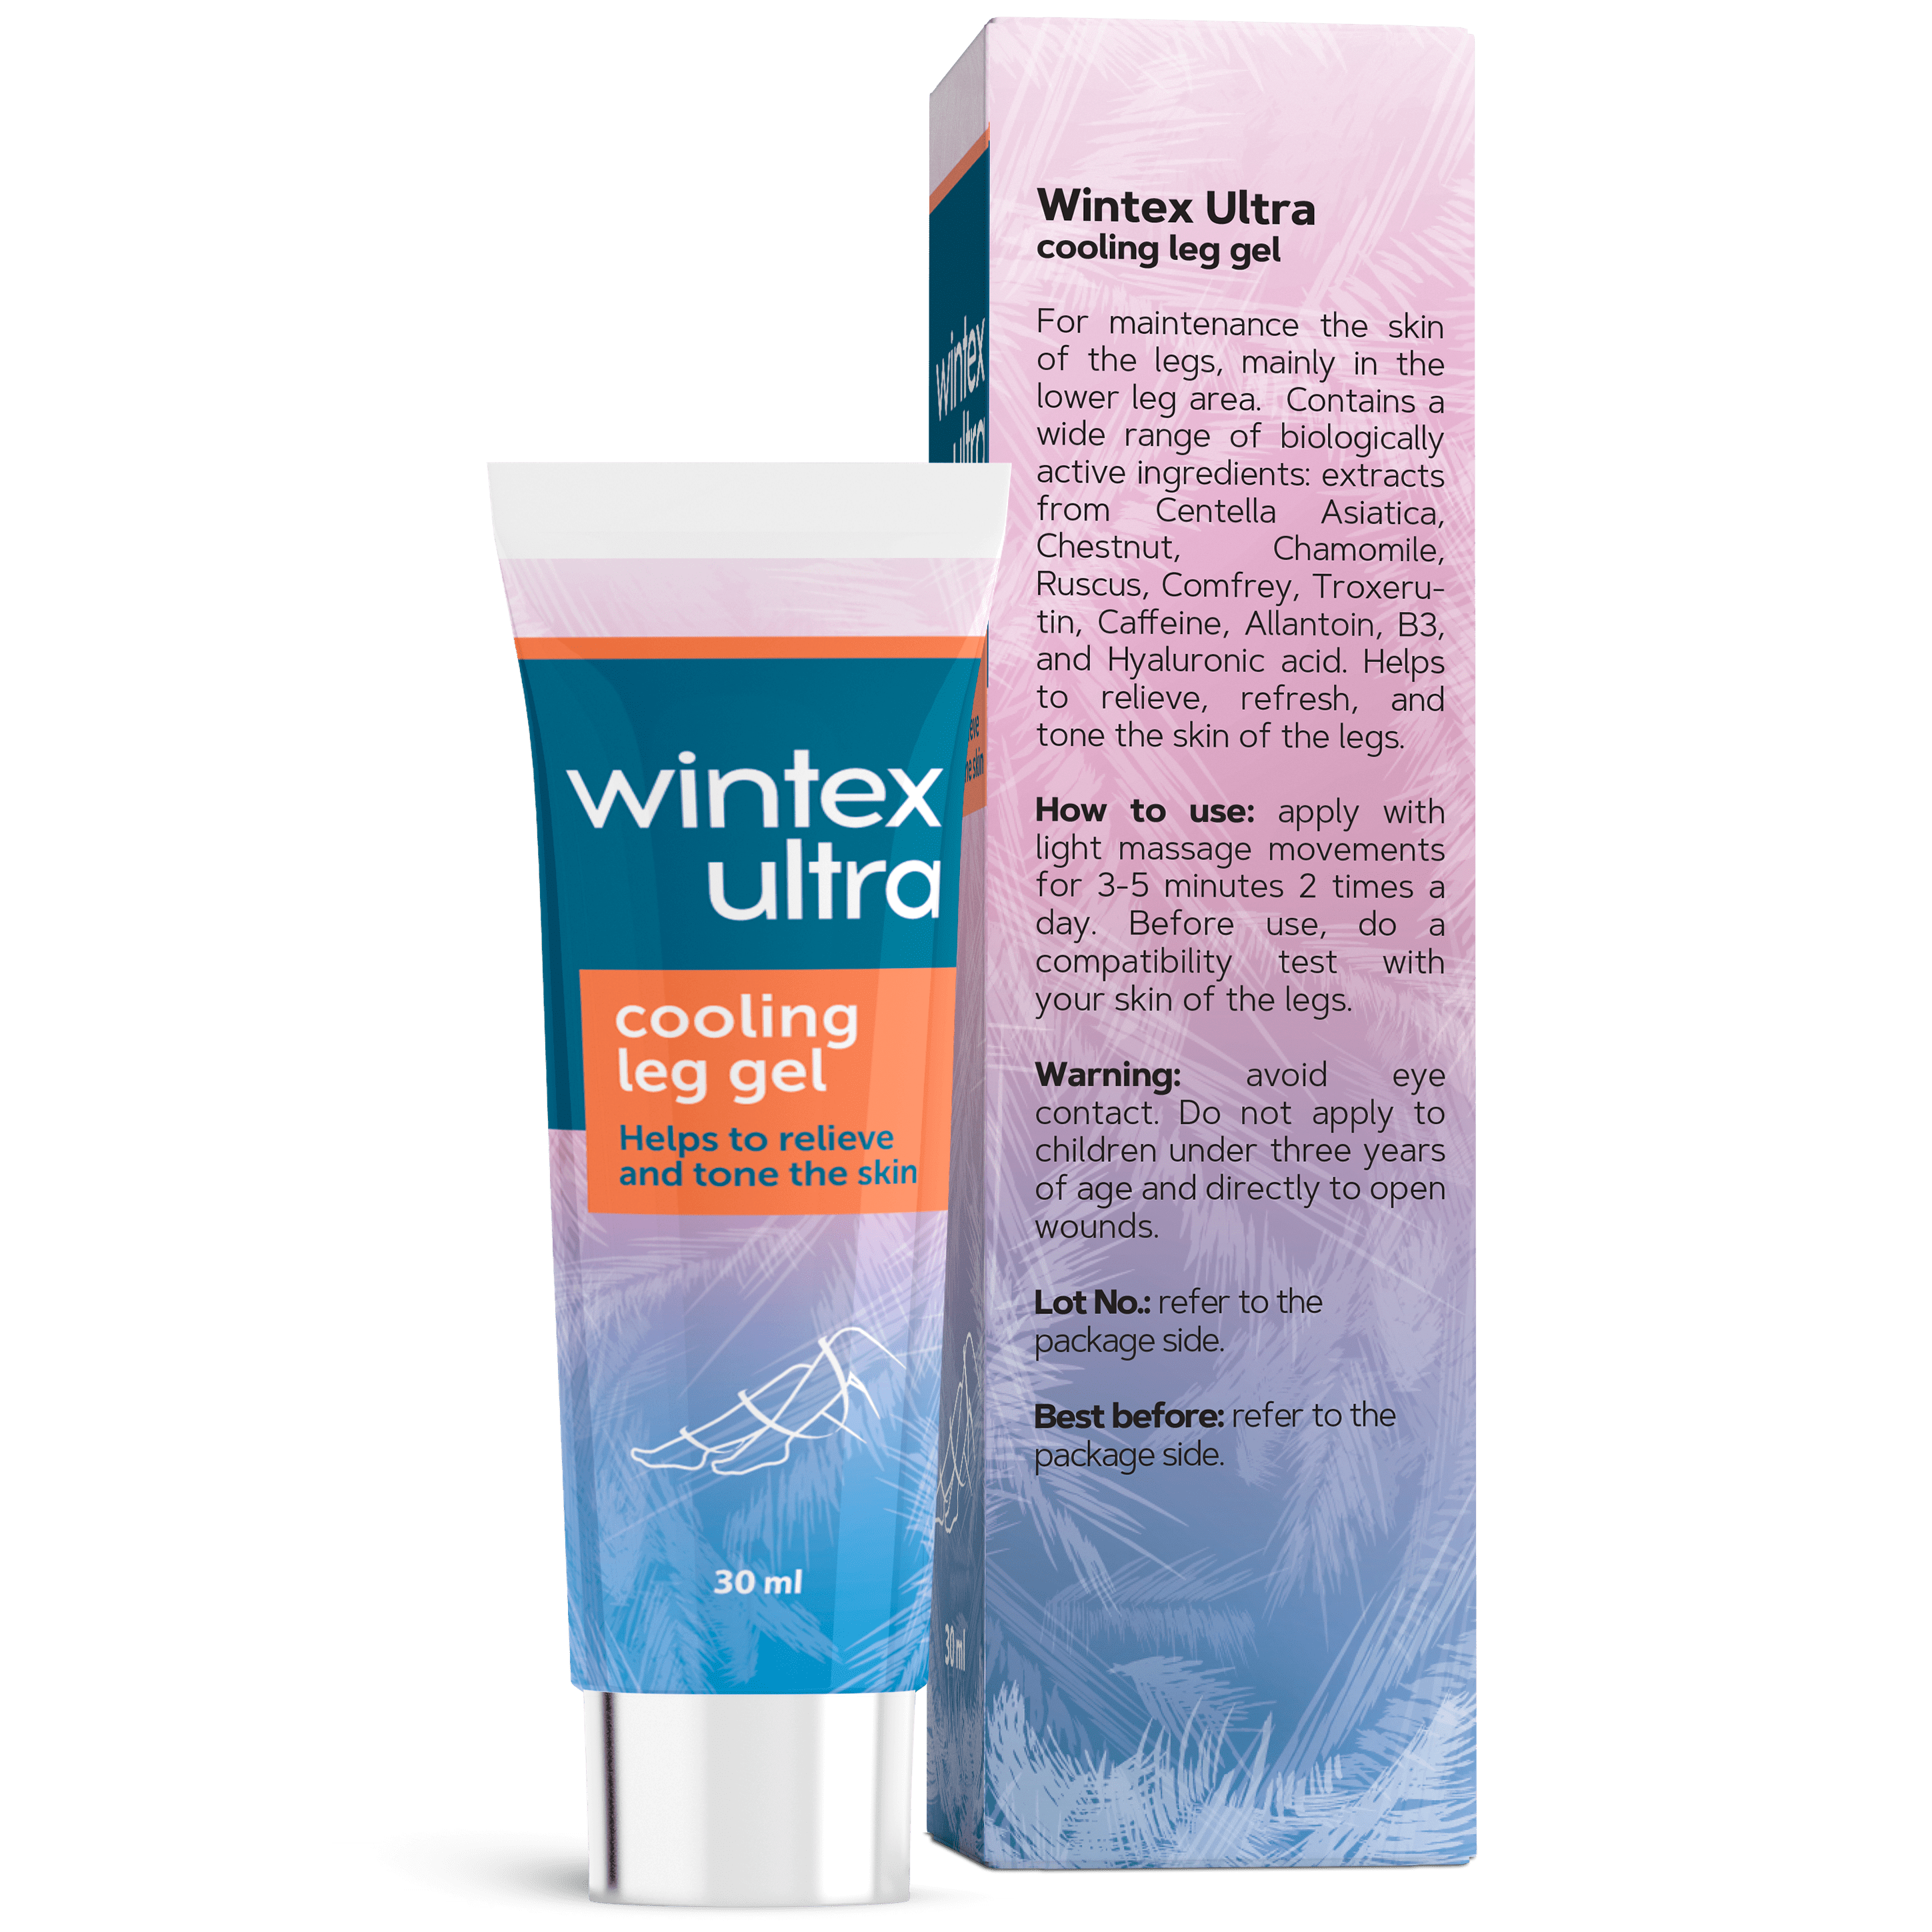 wintex
ultra
cooling
leg gel
Helps to relieve
and tone the skin
30 ml
wintex
ultra
skin
30 ml
Wintex Ultra
cooling leg gel
For maintenance the skin
of the legs, mainly in the
lower leg area. Contains a
wide range of biologically
active ingredients: extracts
from Centella Asiatica,
Chestnut, Chamomile,
Ruscus, Comfrey, Troxeru-
tin, Caffeine, Allantoin, B3,
and Hyaluronic acid. Helps
to relieve, refresh, and
tone the skin of the legs.
How to use: apply with
light massage movements
for 3-5 minutes 2 times a
day. Before use, do a
compatibility test with
your skin of the legs.
Warning: avoid eye
contact. Do not apply to
children under three years
of age and directly to open
wounds.
Lot No.: refer to the
package side.
Best before: refer to the
package side.